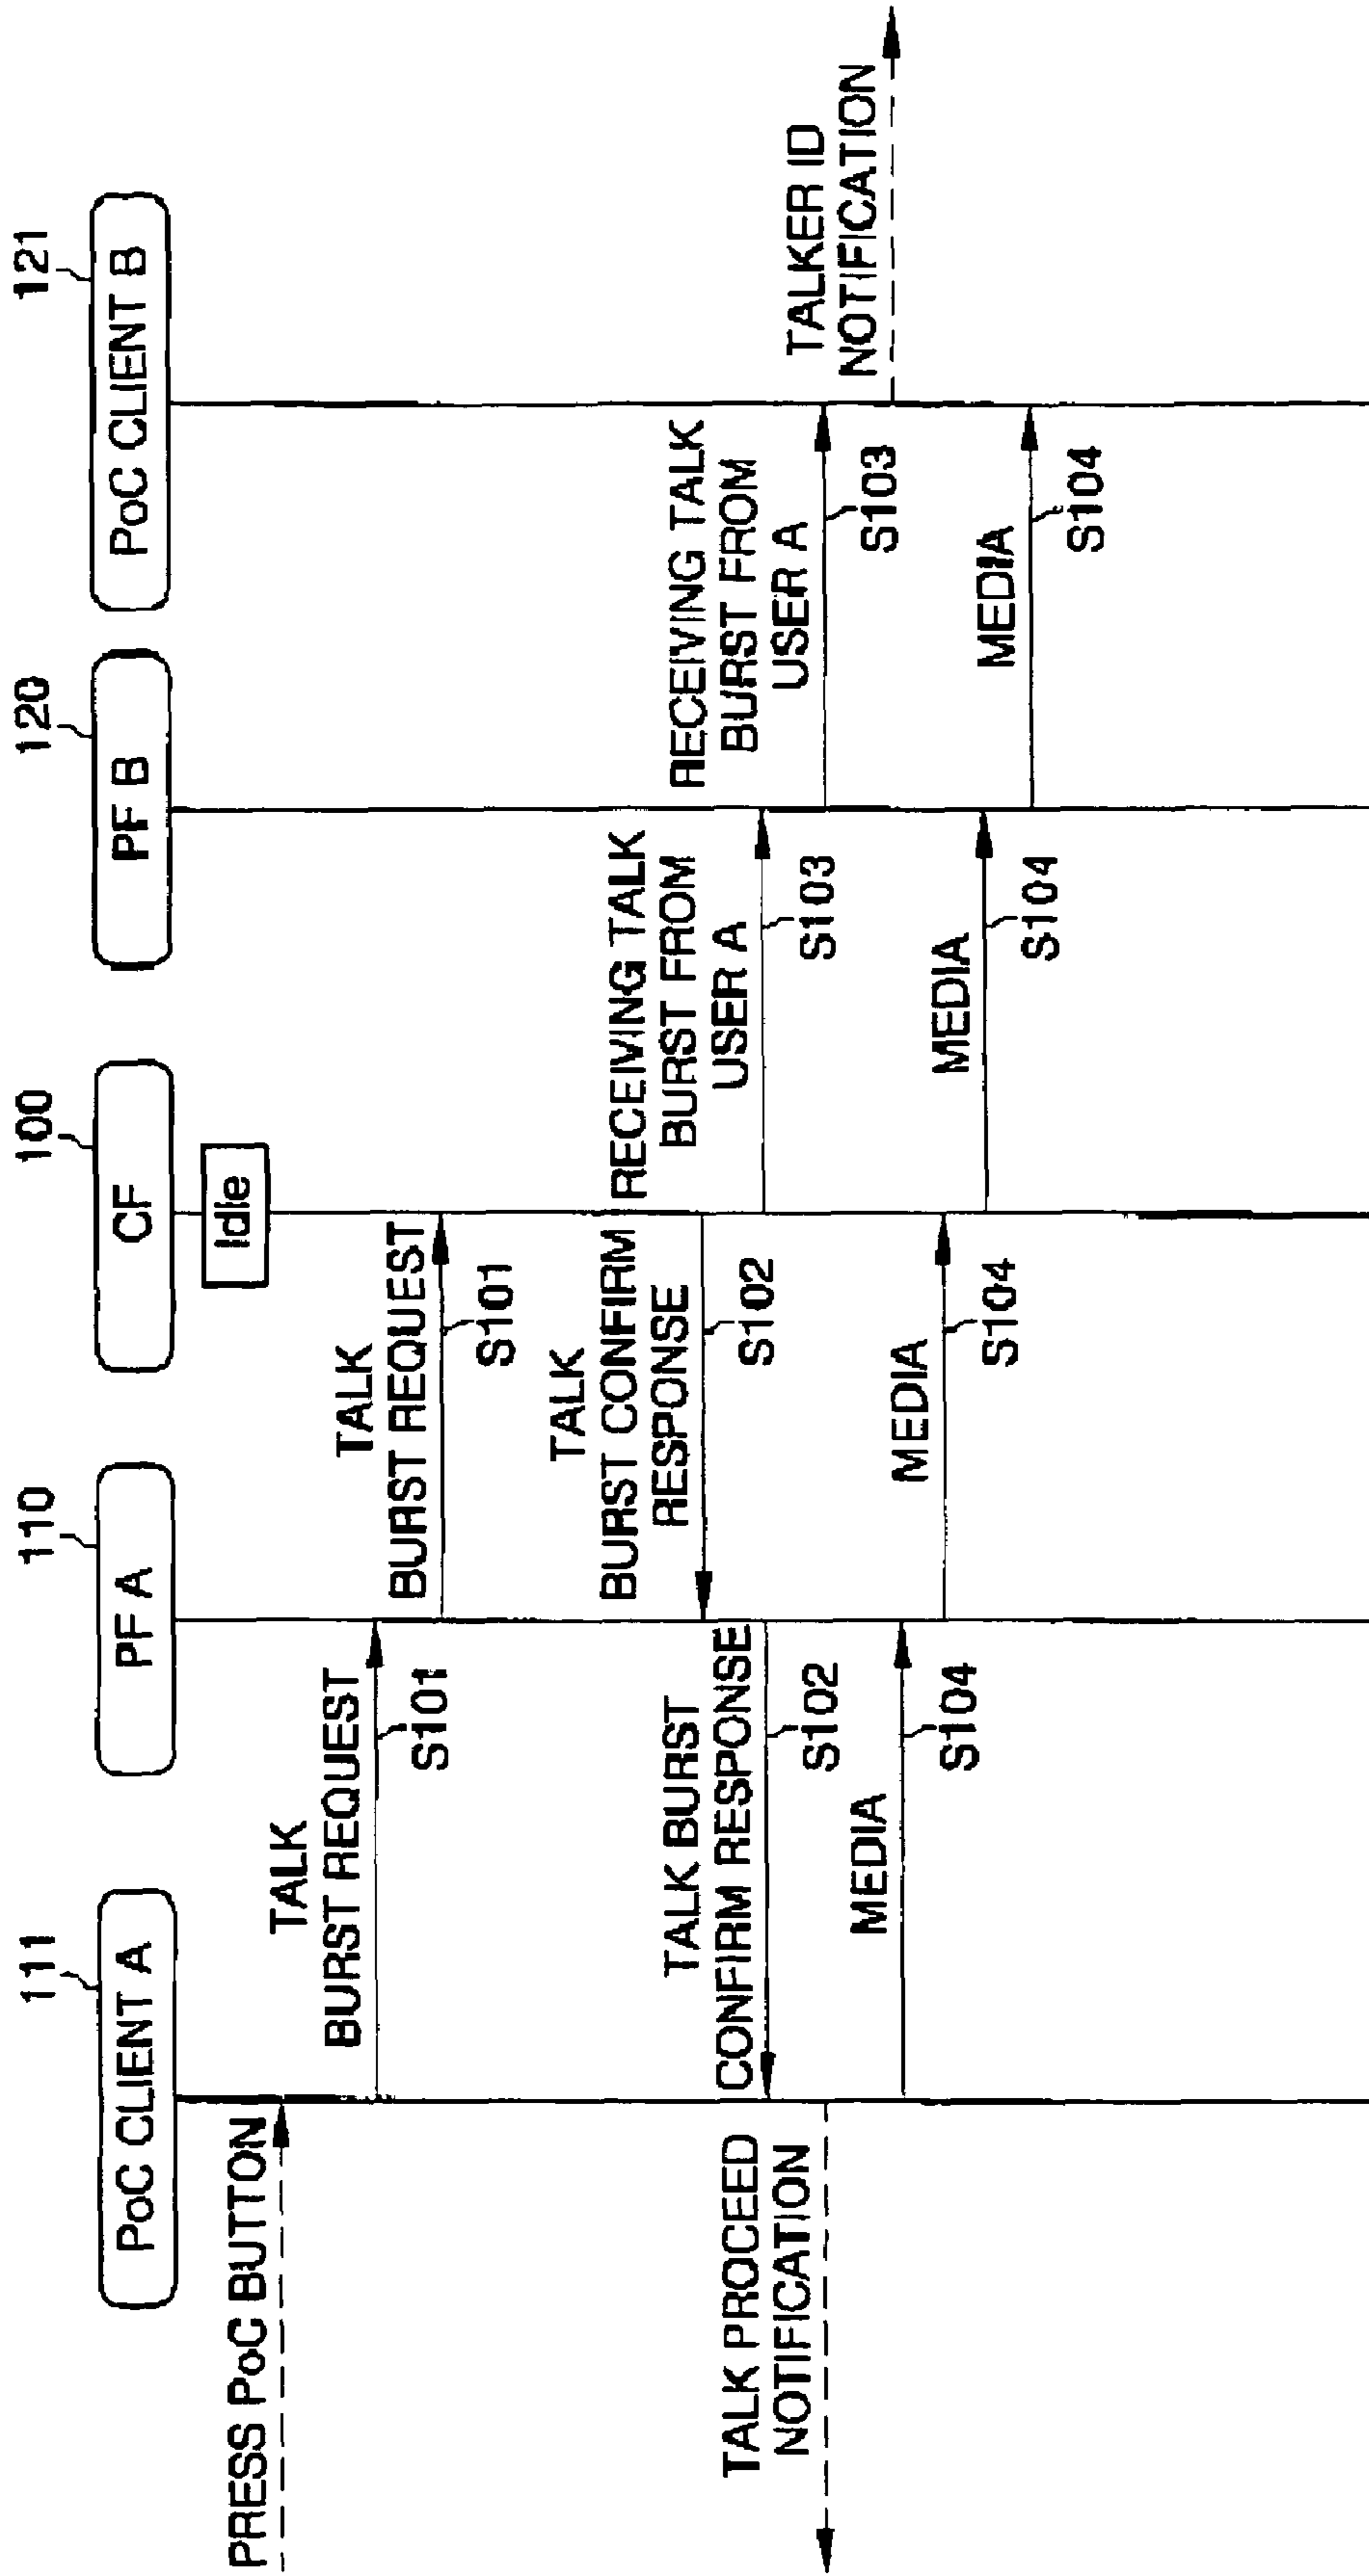 111
110
100
120
121
PoC CLIENT A
PF A
CF
PF B
PoC CLIENT B
Idle
PRESS PoC BUTTON
TALK
BURST REQUEST
S101
TALK
BURST REQUEST
S101
TALK
BURST CONFIRM
RESPONSE
S102
TALK BURST
CONFIRM RESPONSE
S102
RECEIVING TALK
BURST FROM
USER A
S103
RECEIVING TALK
BURST FROM
USER A
S103
TALK PROCEED
NOTIFICATION
TALKER ID
NOTIFICATION
MEDIA
S104
MEDIA
S104
MEDIA
S104
MEDIA
S104